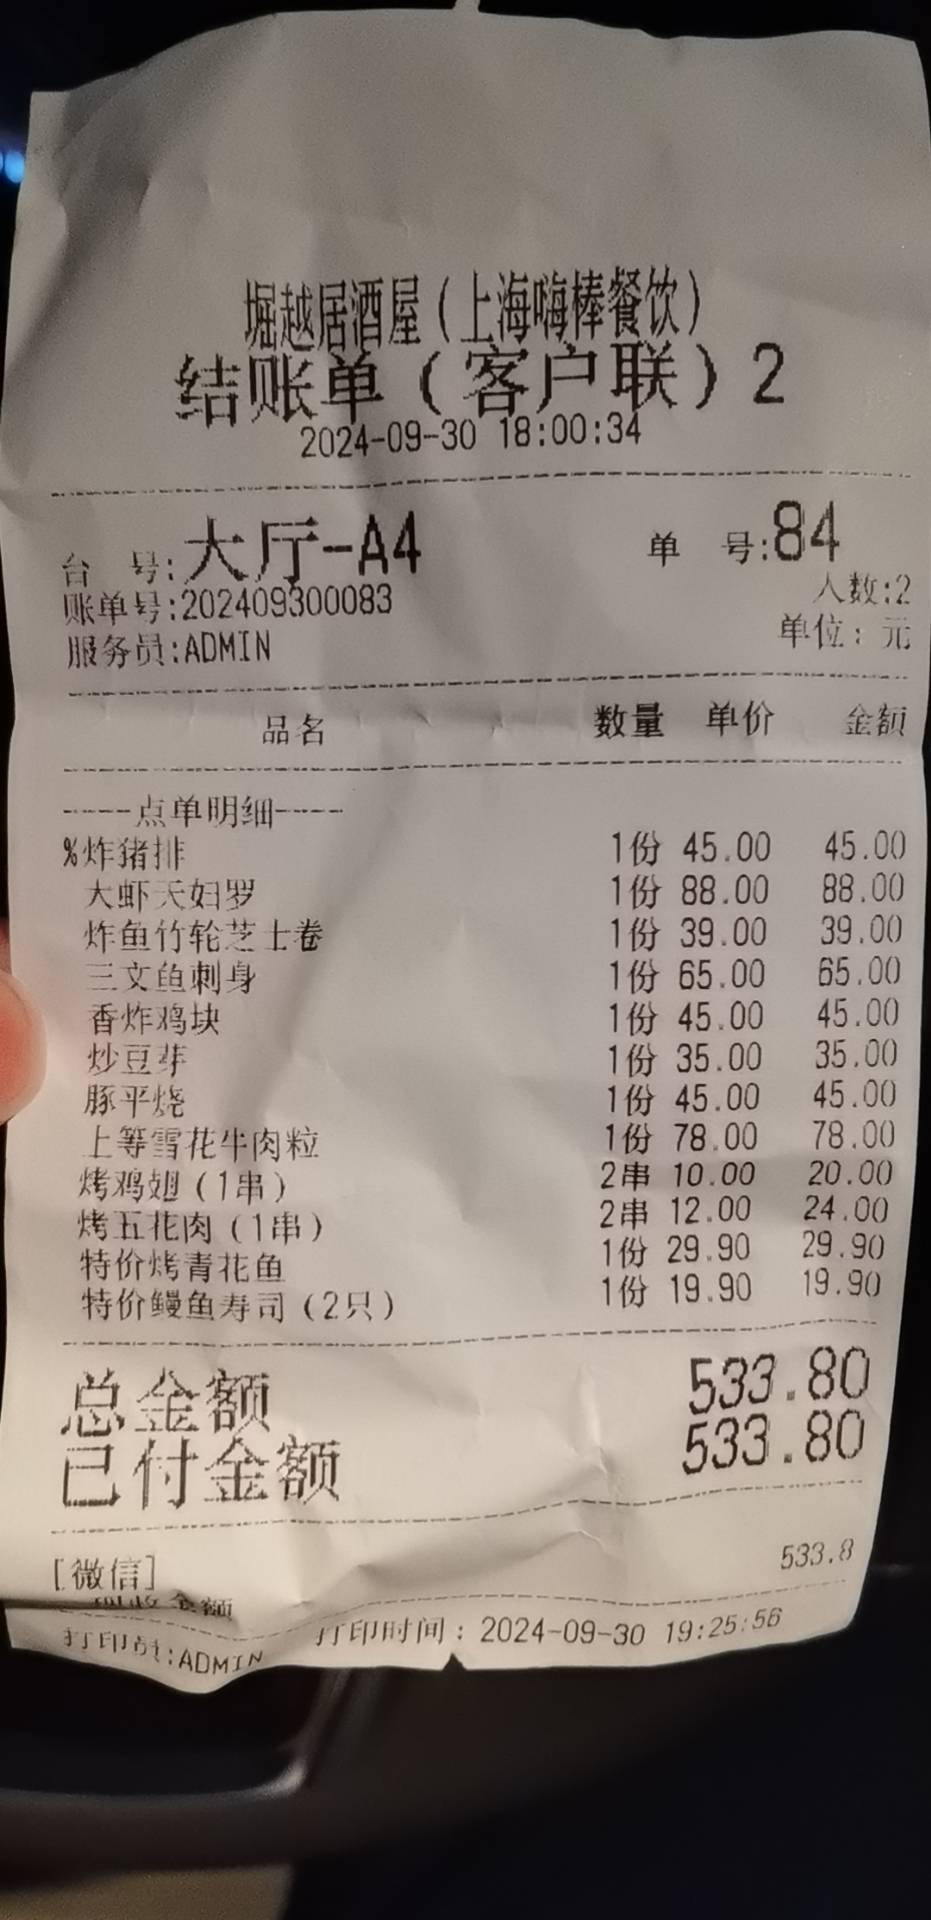 堀越居酒屋(上海嗨棒餐饮)
结账单(客户联)2
2024-09-30 18:00:34
台 号:大厅-A4 单 号:84
人数:2
账单号:202409300083
单位: 元
服务员:ADMIN
品名 数量 单价 金额
----点单明细----
%炸猪排 1份 45.00 45.00
大虾天妇罗 1份 88.00 88.00
炸鱼竹轮芝士卷 1份 39.00 39.00
三文鱼刺身 1份 65.00 65.00
香炸鸡块 1份 45.00 45.00
炒豆芽 1份 35.00 35.00
豚平烧 1份 45.00 45.00
上等雪花牛肉粒 1份 78.00 78.00
烤鸡翅(1串) 2串 10.00 20.00
烤五花肉(1串) 2串 12.00 24.00
特价烤青花鱼 1份 29.90 29.90
特价鳗鱼寿司(2只) 1份 19.90 19.90
总金额 533.80
已付金额 533.80
[微信] 533.8
金额
打印员:ADMIN 打印时间: 2024-09-30 19:25:56